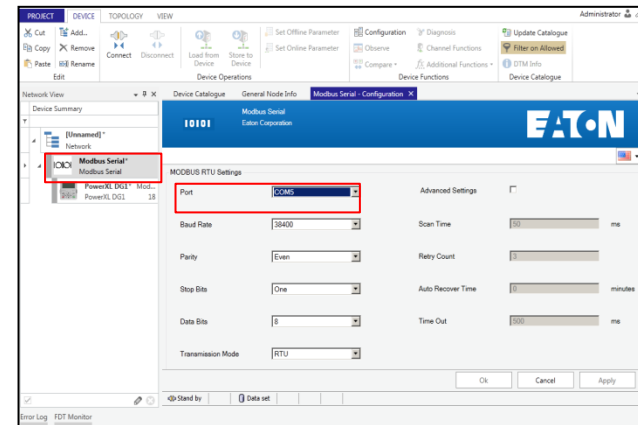 PROJECT DEVICE TOPOLOGY VIEW Administrator
Cut Add... Set Offline Parameter Configuration Diagnosis Update Catalogue
Copy Remove Connect Disconnect Load from Device Store to Device Set Online Parameter Observe Channel Functions Filter on Allowed
Paste Rename Compare Additional Functions DTM Info
Edit Device Operations Device Functions Device Catalogue
Network View Device Catalogue General Node Info Modbus Serial - Configuration
Device Summary
10101 Modbus Serial
Eaton Corporation
EATON
[Unnamed]*
Network
10101 Modbus Serial*
Modbus Serial
PowerXL DG1* Mod...
PowerXL DG1 18
MODBUS RTU Settings
Port COM5 Advanced Settings
Baud Rate 38400 Scan Time 50 ms
Parity Even Retry Count 3
Stop Bits One Auto Recover Time 0 minutes
Data Bits 8 Time Out 500 ms
Transmission Mode RTU
Ok Cancel Apply
Stand by Data set
Error Log FDT Monitor